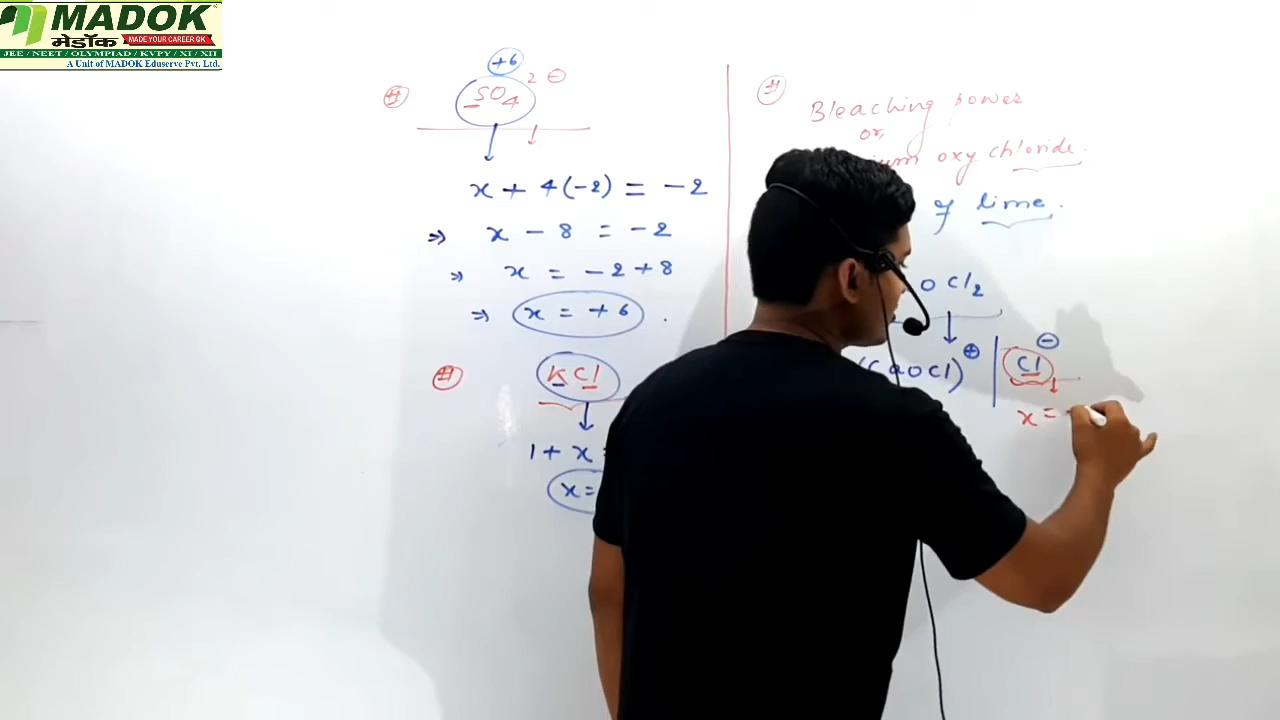 MADOK
मेडॉक MADE YOUR CAREER GK
JEE / NEET / OLYMPIAD / KVPY / XI / XII
A Unit of MADOK Eduserve Pvt. Ltd.
+6
# SO4 2 ⊖
x + 4(-2) = -2
⇒ x - 8 = -2
⇒ x = -2+8
⇒ x = +6 .
# KCl
1 + x =
x =
# Bleaching power
or,
oxy chloride.
of lime.
OCl2
(CaOCl)⊕ | Cl ⊖
x =